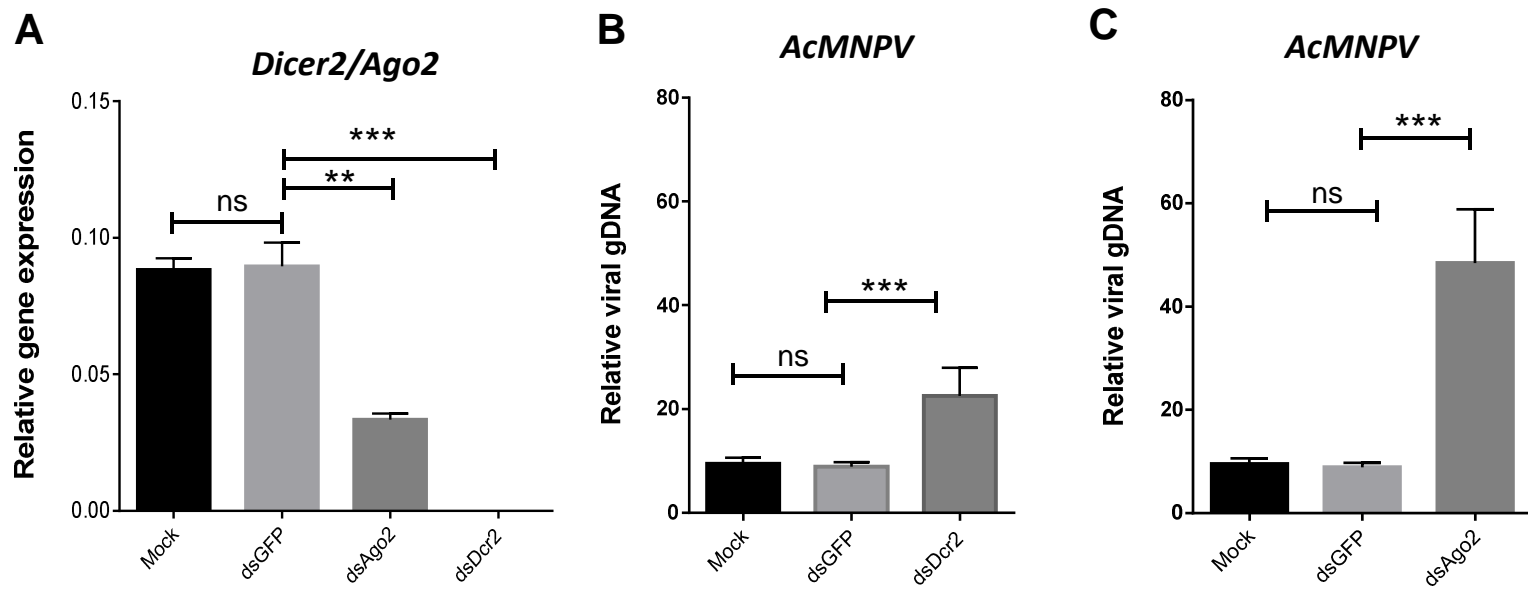 A
Dicer2/Ago2
Relative gene expression
0.15
0.10
0.05
0.00
***
**
ns
Mock
dsGFP
dsAgo2
dsDcr2
B
AcMNPV
Relative viral gDNA
80
60
40
20
0
***
ns
Mock
dsGFP
dsDcr2
C
AcMNPV
Relative viral gDNA
80
60
40
20
0
***
ns
Mock
dsGFP
dsAgo2